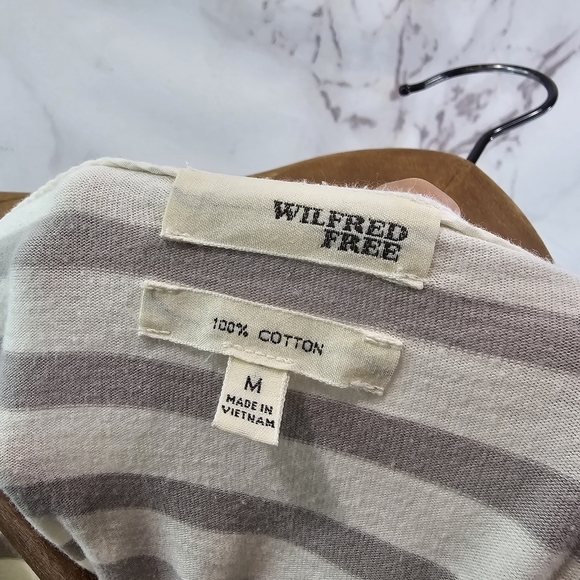 WILFRED
FREE
100% COTTON
M
MADE IN
VIETNAM